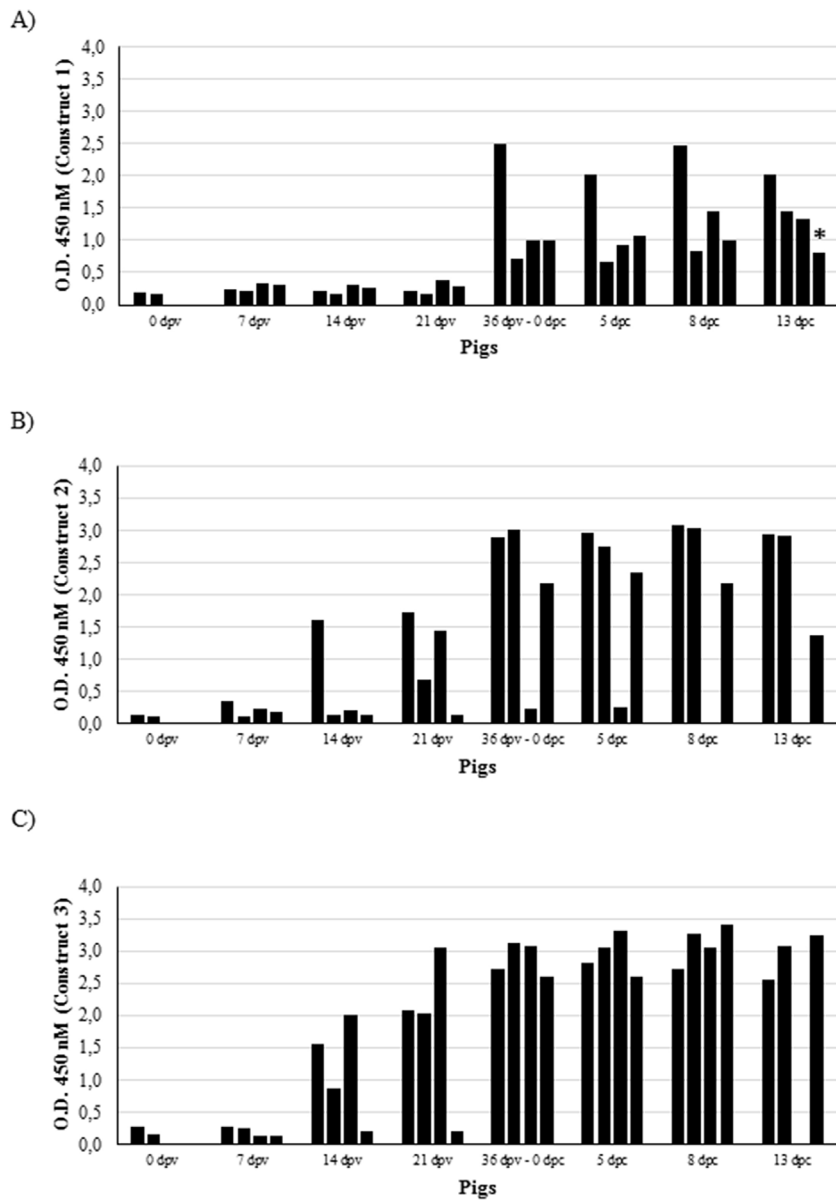 A)
O.D. 450 nM (Construct 1)
4,0
3,5
3,0
2,5
2,0
1,5
1,0
0,5
0,0
*
0 dpv 7 dpv 14 dpv 21 dpv 36 dpv - 0 dpc 5 dpc 8 dpc 13 dpc
Pigs
B)
O.D. 450 nM (Construct 2)
4,0
3,5
3,0
2,5
2,0
1,5
1,0
0,5
0,0
0 dpv 7 dpv 14 dpv 21 dpv 36 dpv - 0 dpc 5 dpc 8 dpc 13 dpc
Pigs
C)
O.D. 450 nM (Construct 3)
4,0
3,5
3,0
2,5
2,0
1,5
1,0
0,5
0,0
0 dpv 7 dpv 14 dpv 21 dpv 36 dpv - 0 dpc 5 dpc 8 dpc 13 dpc
Pigs